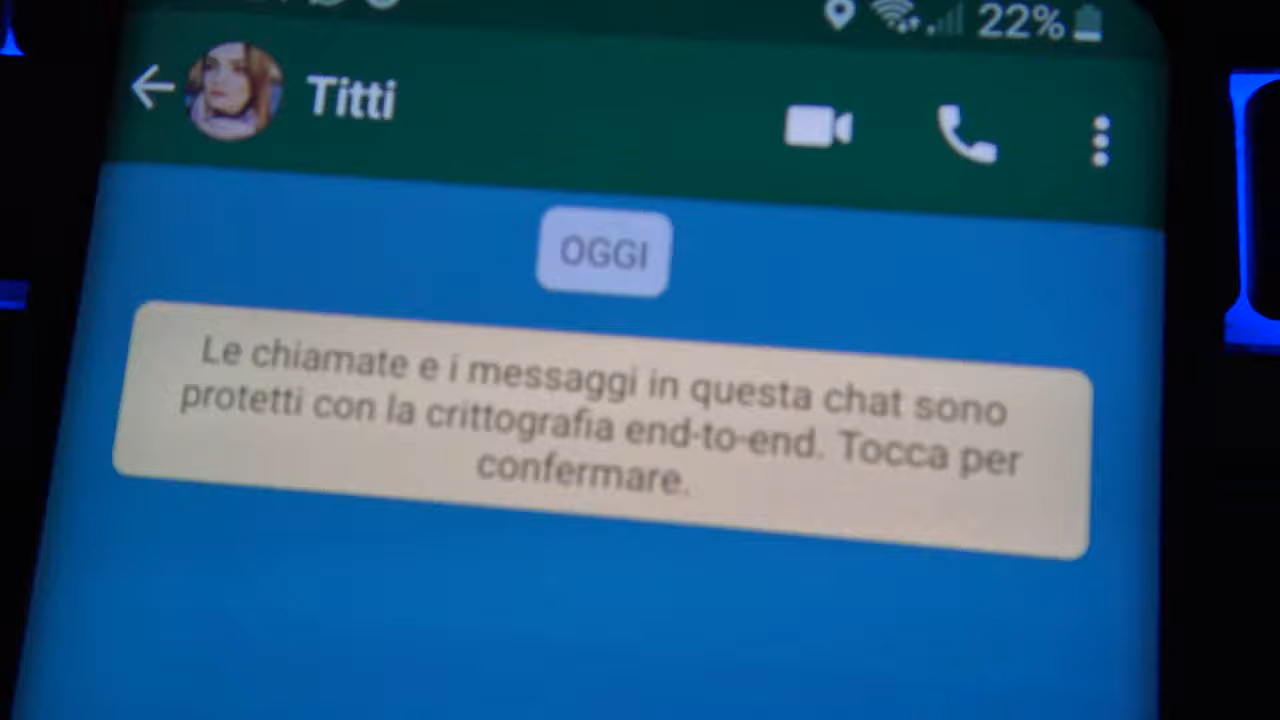 22%
Titti
OGGI
Le chiamate e i messaggi in questa chat sono
protetti con la crittografia end-to-end. Tocca per
confermare.